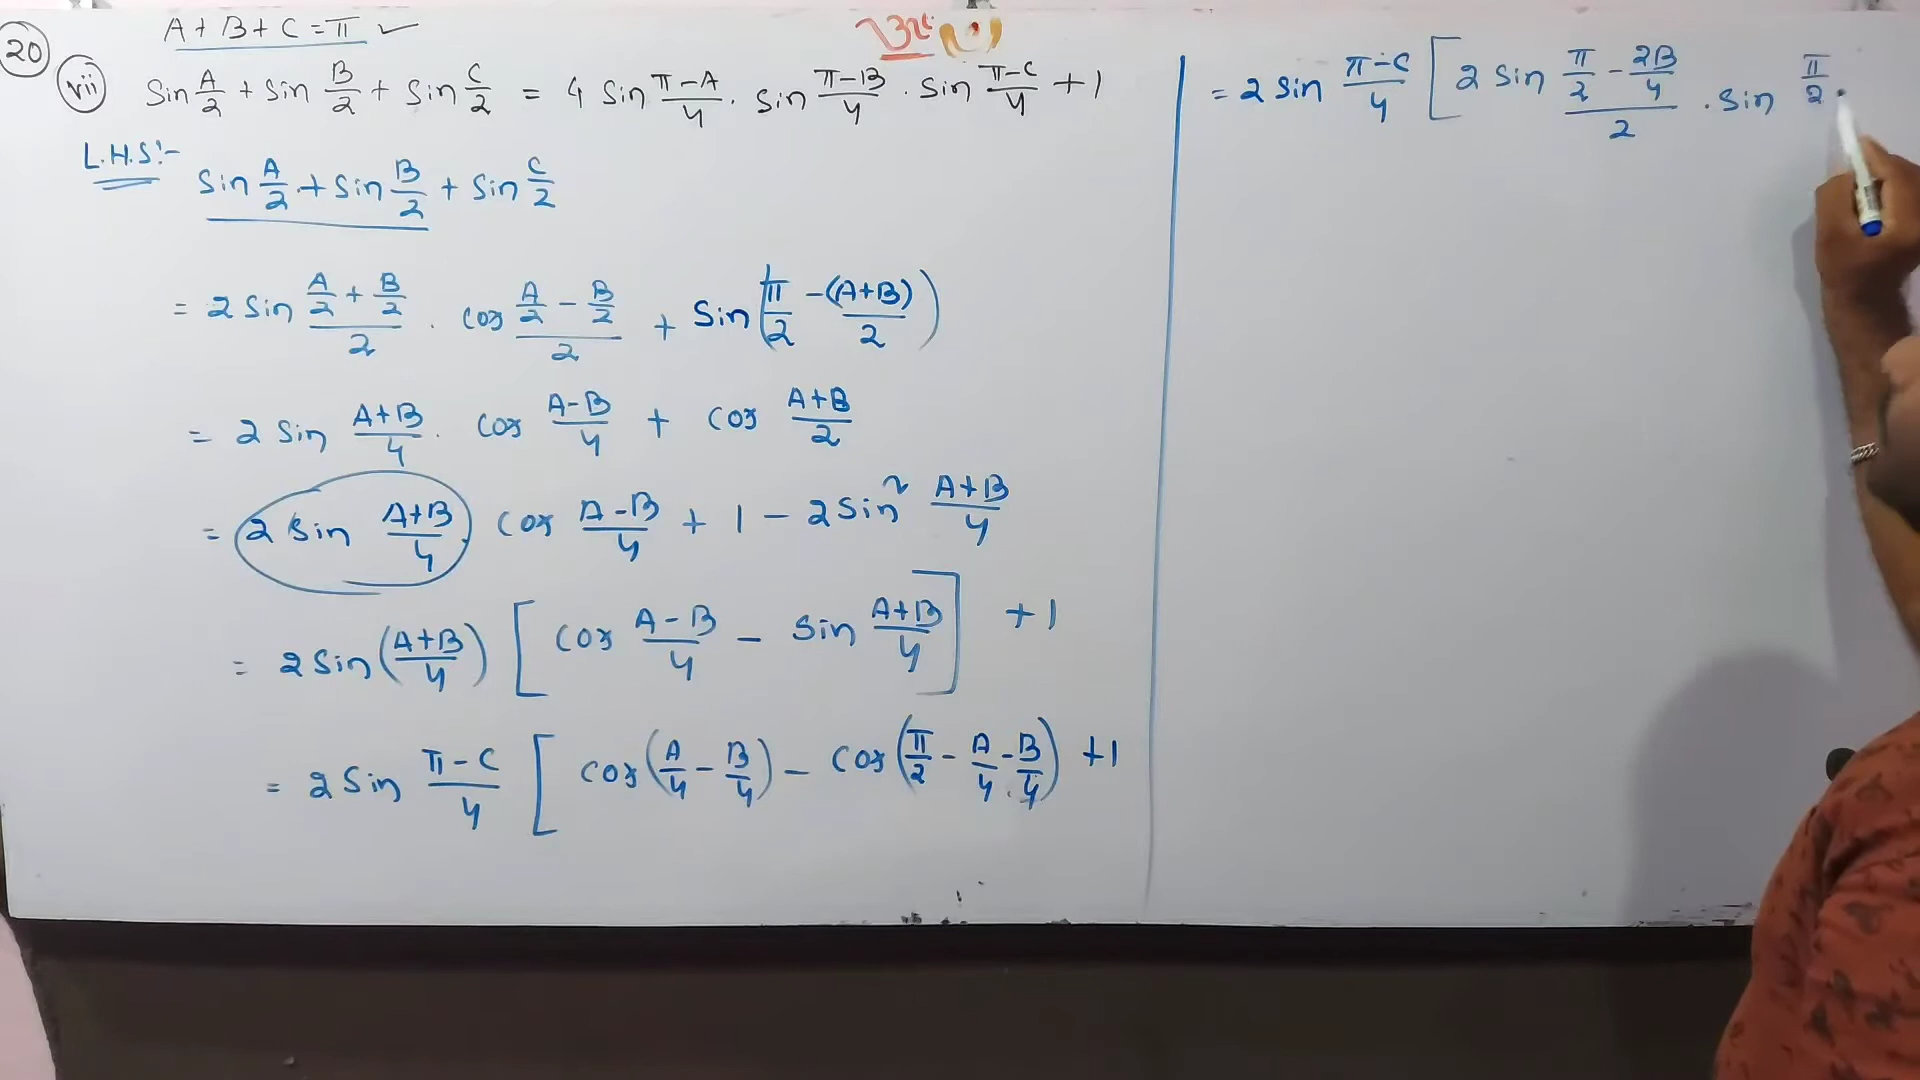 20
A + B + C = π ✓
vii sin A/2 + sin B/2 + sin C/2 = 4 sin (π-A)/4 . sin (π-B)/4 . sin (π-C)/4 + 1
L.H.S:-
sin A/2 + sin B/2 + sin C/2
= 2 sin (A/2 + B/2)/2 . cos (A/2 - B/2)/2 + sin (π/2 - (A+B)/2)
= 2 sin (A+B)/4 . cos (A-B)/4 + cos (A+B)/2
= 2 sin (A+B)/4 . cos (A-B)/4 + 1 - 2 sin² (A+B)/4
= 2 sin ((A+B)/4) [ cos (A-B)/4 - sin (A+B)/4 ] + 1
= 2 sin (π-C)/4 [ cos (A/4 - B/4) - cos (π/2 - A/4 - B/4) + 1
= 2 sin (π-C)/4 [ 2 sin (π/2 - 2B/4)/2 . sin π/2